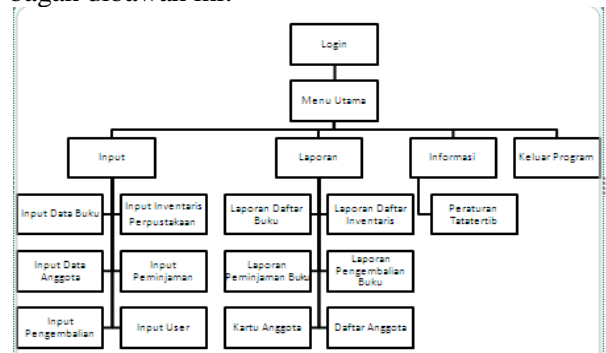 bagan dibawah ini:
Login
Menu Utama
Input
Laporan
Informasi
Keluar Program
Input Data Buku
Input Inventaris
Perpustakaan
Laporan Daftar
Buku
Laporan Daftar
Inventaris
Peraturan
Tatatertib
Input Data
Anggota
Input
Peminjaman
Laporan
Peminjaman Buku
Laporan
Pengembalian
Buku
Input
Pengembalian
Input User
Kartu Anggota
Daftar Anggota